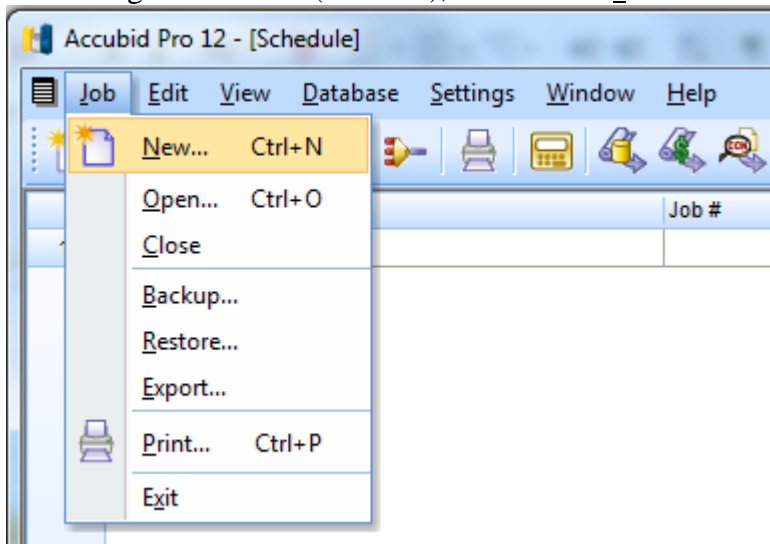 Accubid Pro 12 - [Schedule]
Job Edit View Database Settings Window Help
New... Ctrl+N
Open... Ctrl+O
Job #
Close
Backup...
Restore...
Export...
Print... Ctrl+P
Exit